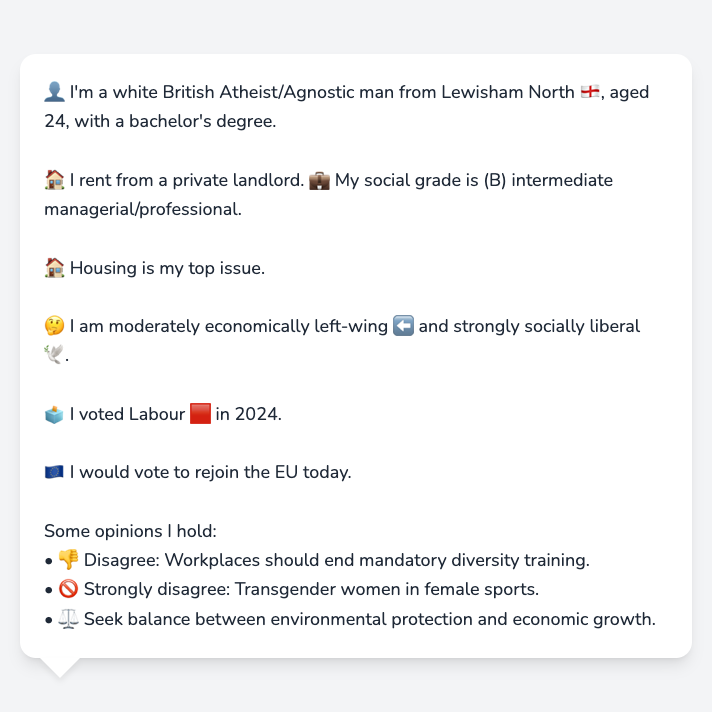 👤 I'm a white British Atheist/Agnostic man from Lewisham North 🏴󠁧󠁢󠁥󠁮󠁧󠁿, aged
24, with a bachelor's degree.
🏠 I rent from a private landlord. 💼 My social grade is (B) intermediate
managerial/professional.
🏠 Housing is my top issue.
🤔 I am moderately economically left-wing ⬅️ and strongly socially liberal
🕊️.
🗳️ I voted Labour 🟥 in 2024.
🇪🇺 I would vote to rejoin the EU today.
Some opinions I hold:
• 👎 Disagree: Workplaces should end mandatory diversity training.
• 🚫 Strongly disagree: Transgender women in female sports.
• ⚖️ Seek balance between environmental protection and economic growth.